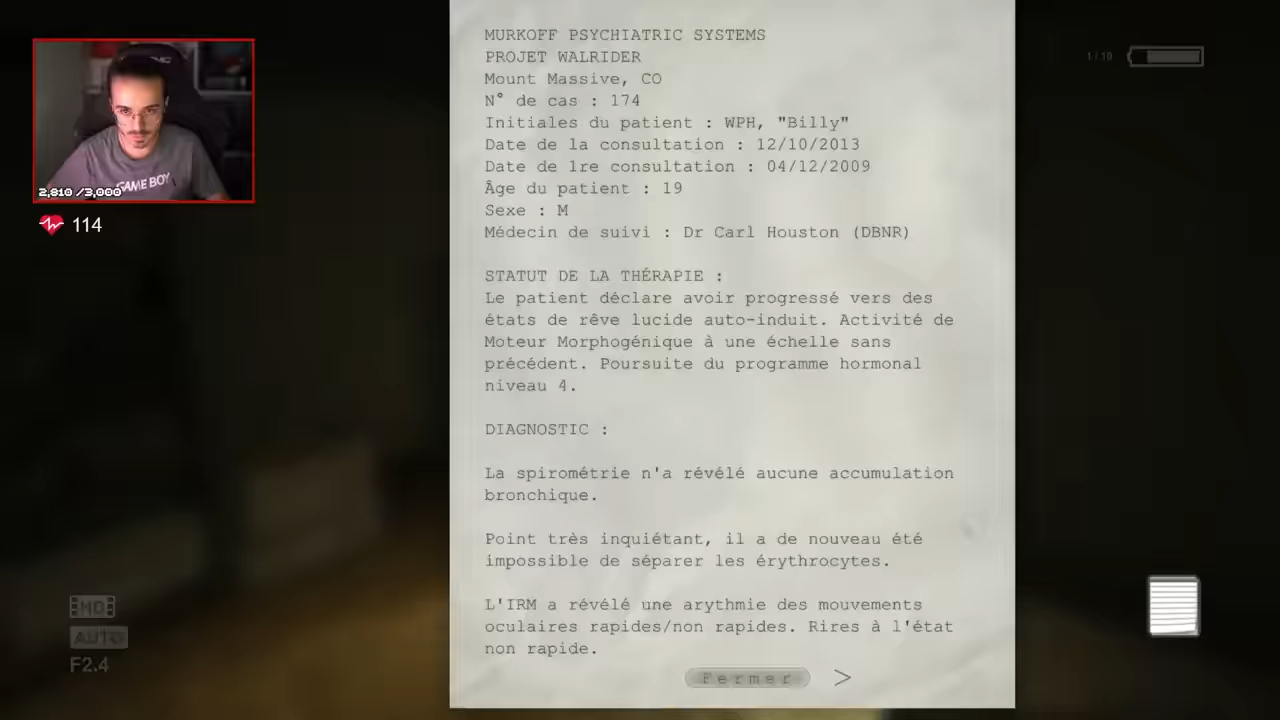 MURKOFF PSYCHIATRIC SYSTEMS
PROJET WALRIDER
Mount Massive, CO
N° de cas : 174
Initiales du patient : WPH, "Billy"
Date de la consultation : 12/10/2013
Date de 1re consultation : 04/12/2009
Âge du patient : 19
Sexe : M
Médecin de suivi : Dr Carl Houston (DBNR)
STATUT DE LA THÉRAPIE :
Le patient déclare avoir progressé vers des
états de rêve lucide auto-induit. Activité de
Moteur Morphogénique à une échelle sans
précédent. Poursuite du programme hormonal
niveau 4.
DIAGNOSTIC :
La spirométrie n'a révélé aucune accumulation
bronchique.
Point très inquiétant, il a de nouveau été
impossible de séparer les érythrocytes.
L'IRM a révélé une arythmie des mouvements
oculaires rapides/non rapides. Rires à l'état
non rapide.
Fermer >
GAME BOY
2,810 /3,000
114
1/10
HD
AUTO
F2.4